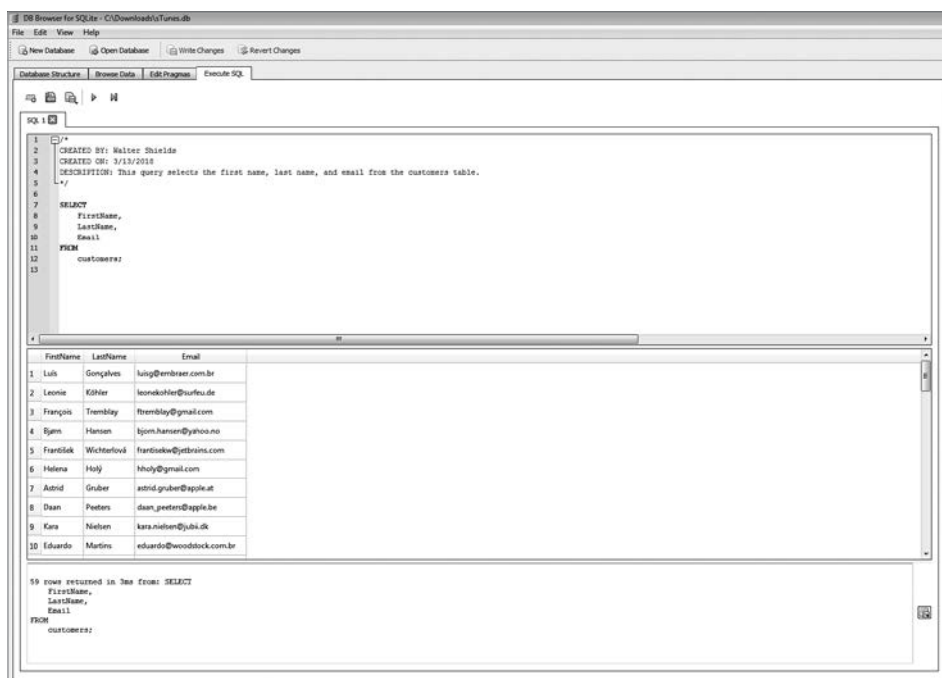 DB Browser for SQLite - C:\Downloads\sTunes.db
File Edit View Help
New Database Open Database Write Changes Revert Changes
Database Structure Browse Data Edit Pragmas Execute SQL
SQL 1
1 /*
2 CREATED BY: Walter Shields
3 CREATED ON: 3/13/2018
4 DESCRIPTION: This query selects the first name, last name, and email from the customers table.
5 */
6
7 SELECT
8 FirstName,
9 LastName,
10 Email
11 FROM
12 customers;
13
FirstName LastName Email
1 Luís Gonçalves luisg@embraer.com.br
2 Leonie Köhler leonekohler@surfeu.de
3 François Tremblay ftremblay@gmail.com
4 Bjørn Hansen bjorn.hansen@yahoo.no
5 František Wichterlová frantisekw@jetbrains.com
6 Helena Holý hholy@gmail.com
7 Astrid Gruber astrid.gruber@apple.at
8 Daan Peeters daan_peeters@apple.be
9 Kara Nielsen kara.nielsen@jubii.dk
10 Eduardo Martins eduardo@woodstock.com.br
59 rows returned in 3ms from: SELECT
FirstName,
LastName,
Email
FROM
customers;